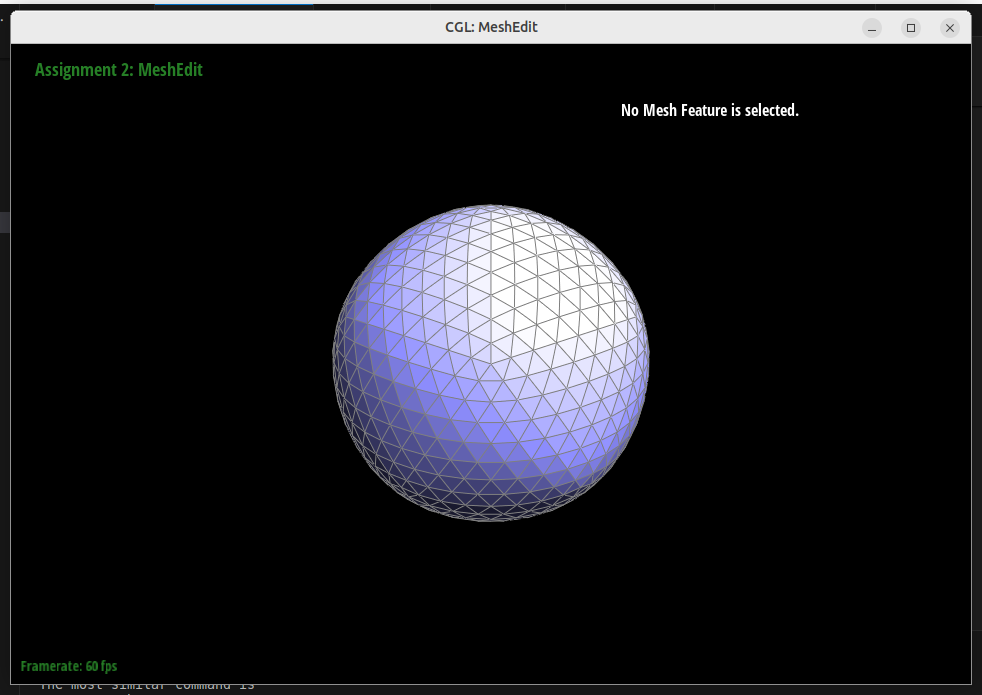 CGL: MeshEdit
Assignment 2: MeshEdit
No Mesh Feature is selected.
Framerate: 60 fps
The most similar command is